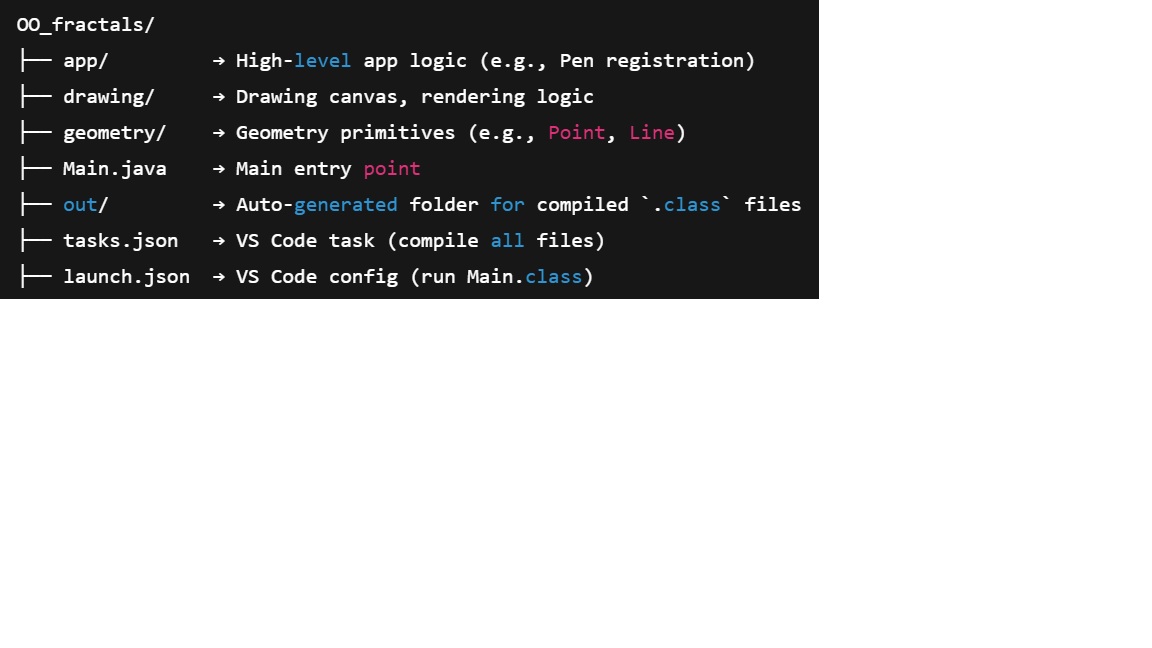 OO_fractals/
├── app/ → High-level app logic (e.g., Pen registration)
├── drawing/ → Drawing canvas, rendering logic
├── geometry/ → Geometry primitives (e.g., Point, Line)
├── Main.java → Main entry point
├── out/ → Auto-generated folder for compiled `.class` files
├── tasks.json → VS Code task (compile all files)
├── launch.json → VS Code config (run Main.class)